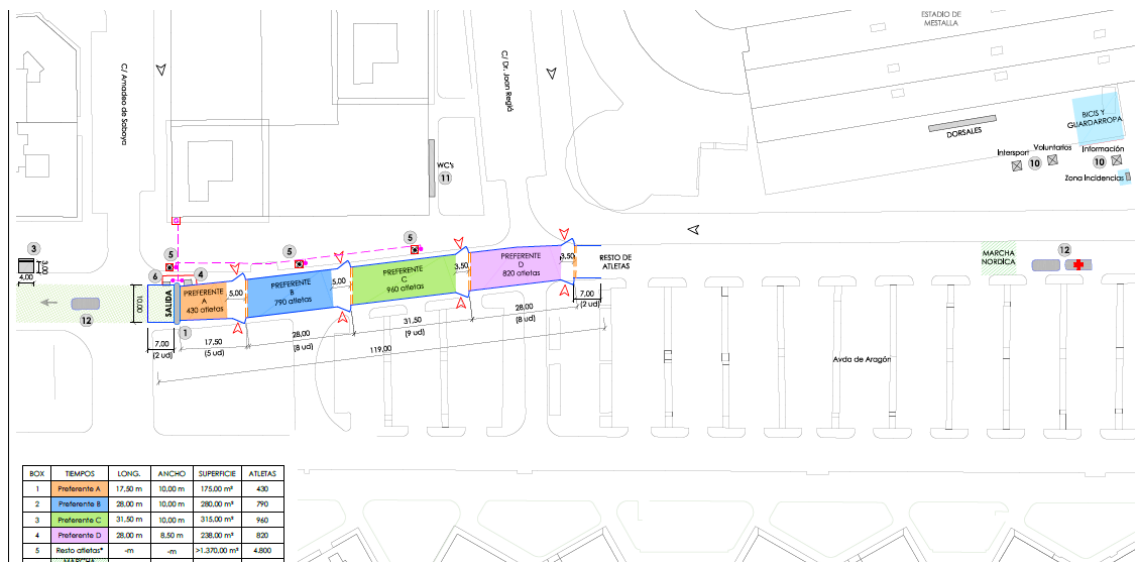 ESTADIO DE
MESTALLA
C/ Amadeo de Saboya
C/ Dr. Joan Reglá
BICIS Y
GUARDARROPA
DORSALES
Intersport
Voluntarios
Información
10
10
Zona Incidencias
WC's
11
3
3,00
4,00
5
5
5
6
4
12
10,00
SALIDA
PREFERENTE
A
430 atletas
5,00
PREFERENTE
B
790 atletas
5,00
PREFERENTE
C
960 atletas
3,50
PREFERENTE
D
820 atletas
3,50
RESTO DE
ATLETAS
MARCHA
NÓRDICA
12
1
7,00
(2 ud)
17,50
(5 ud)
28,00
(8 ud)
31,50
(9 ud)
28,00
(8 ud)
7,00
(2 ud)
119,00
Avda de Aragón
BOX TIEMPOS LONG. ANCHO SUPERFICIE ATLETAS
1 Preferente A 17,50 m 10,00 m 175,00 m² 430
2 Preferente B 28,00 m 10,00 m 280,00 m² 790
3 Preferente C 31,50 m 10,00 m 315,00 m² 960
4 Preferente D 28,00 m 8,50 m 238,00 m² 820
5 Resto atletas* -m -m >1.370,00 m² 4.800
MARCHA